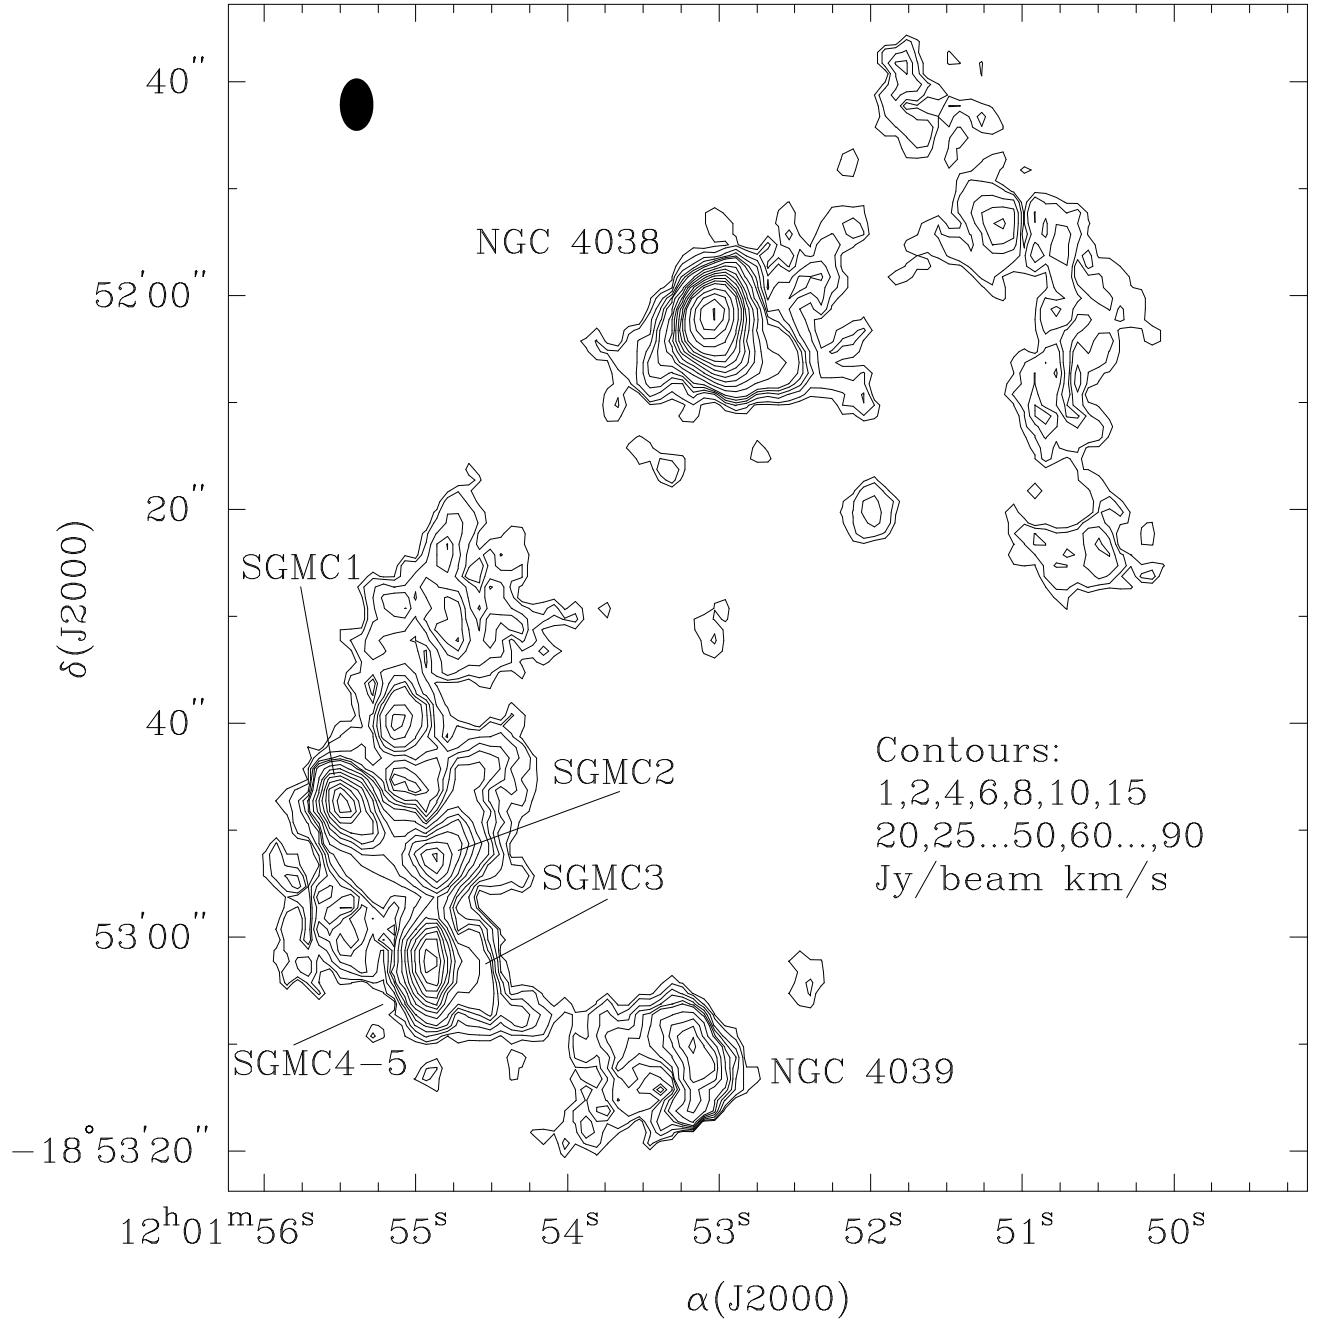 40″
NGC 4038
52′00″
20″
SGMC1
δ(J2000)
40″
Contours:
SGMC2
1,2,4,6,8,10,15
20,25...50,60...,90
SGMC3
Jy/beam km/s
53′00″
SGMC4-5
NGC 4039
-18°53′20″
12h01m56s 55s 54s 53s 52s 51s 50s
α(J2000)